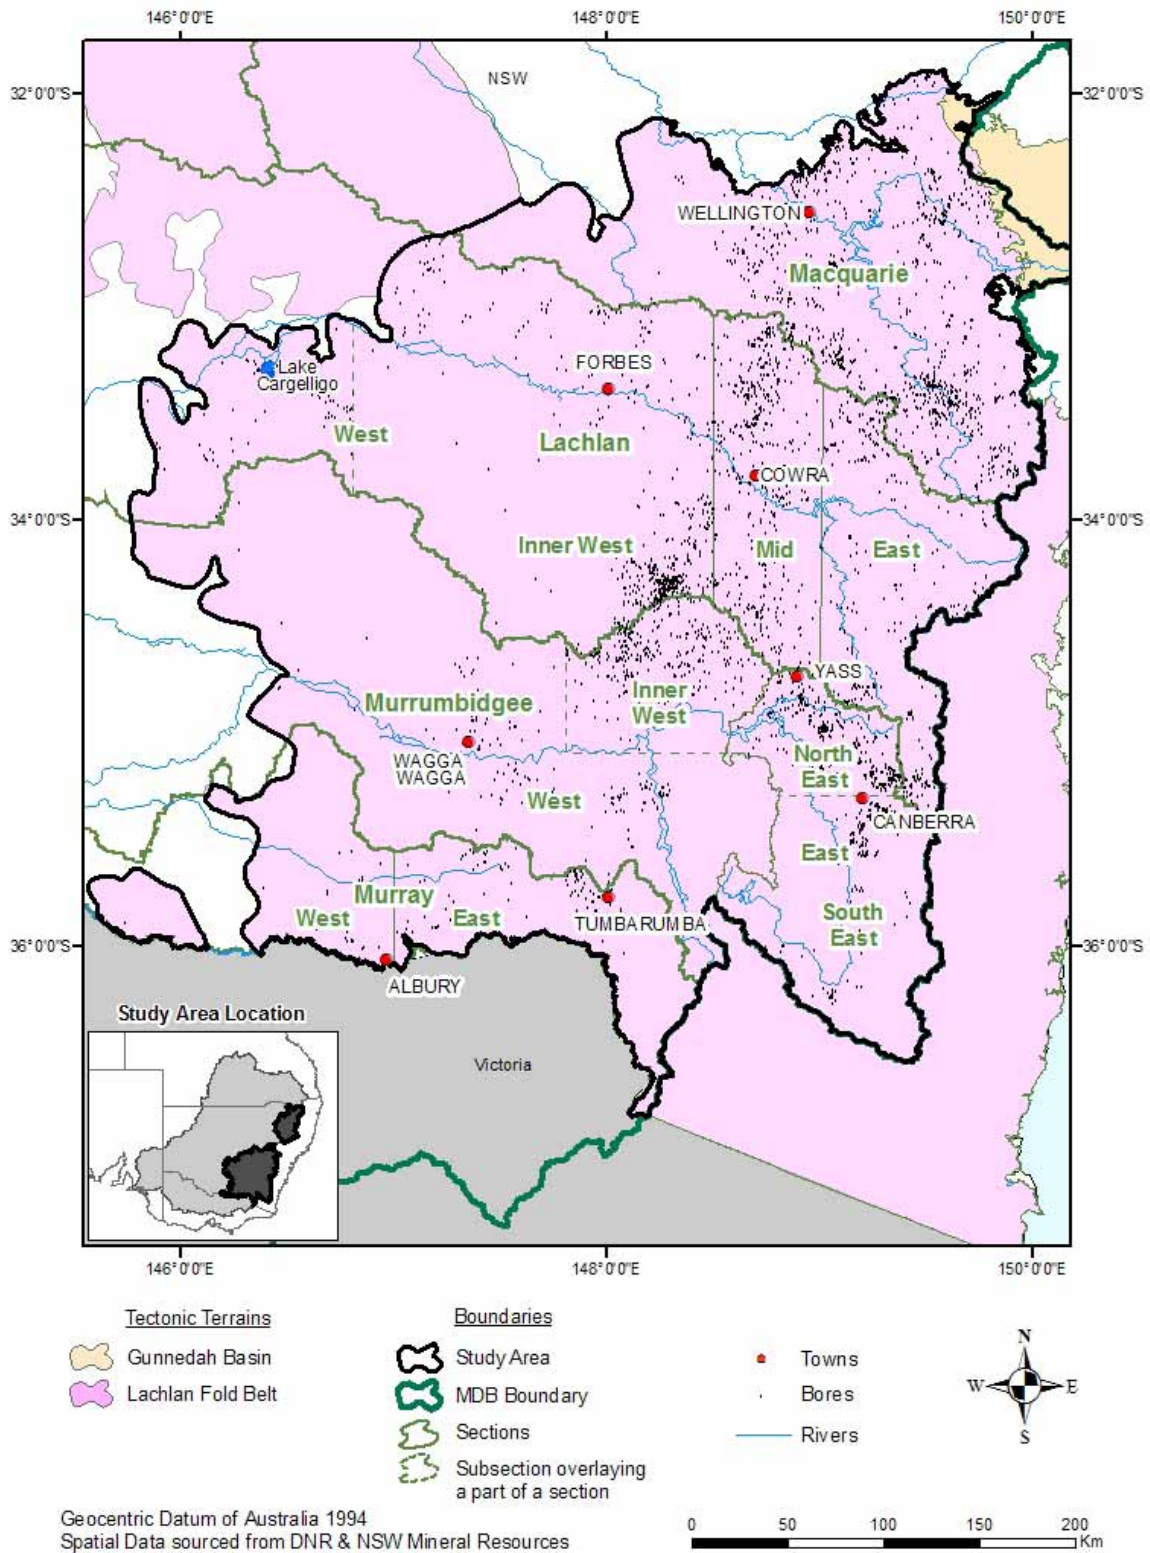 146°0'0"E 148°0'0"E 150°0'0"E
32°0'0"S 32°0'0"S
NSW
WELLINGTON
Macquarie
FORBES
Lake
Cargelligo
West
Lachlan
COWRA
34°0'0"S 34°0'0"S
Inner West
Mid
East
YASS
Inner
West
Murrumbidgee
WAGGA
WAGGA
North
East
West
CANBERRA
East
Murray
West
East
TUMBARUMBA
South
East
36°0'0"S 36°0'0"S
ALBURY
Study Area Location
Victoria
146°0'0"E 148°0'0"E 150°0'0"E
Tectonic Terrains
Gunnedah Basin
Lachlan Fold Belt
Boundaries
Study Area
MDB Boundary
Sections
Subsection overlaying
a part of a section
Towns
Bores
Rivers
N
W E
S
Geocentric Datum of Australia 1994
Spatial Data sourced from DNR & NSW Mineral Resources
0 50 100 150 200
Km